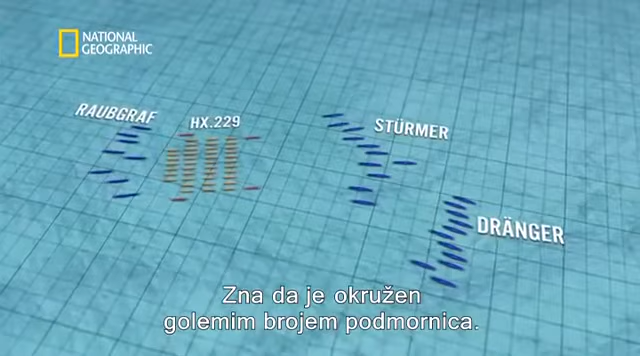 NATIONAL
GEOGRAPHIC
RAUBGRAF
HX.229
STÜRMER
DRÄNGER
Zna da je okružen
golemim brojem podmornica.